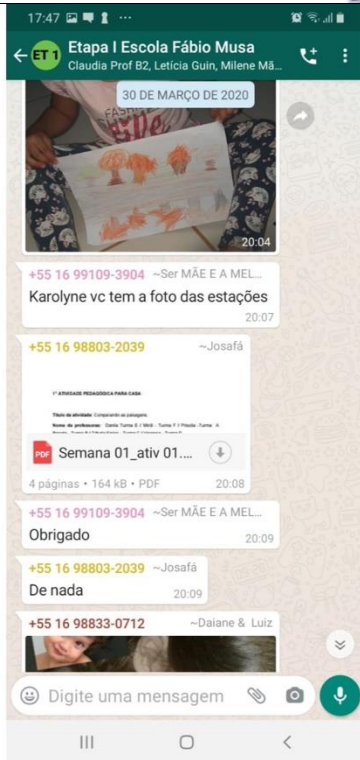 17:47
Etapa I Escola Fábio Musa
Claudia Prof B2, Letícia Guin, Milene Mã...
30 DE MARÇO DE 2020
FASH
20:04
+55 16 99109-3904 ~Ser MÃE E A MEL...
Karolyne vc tem a foto das estações
20:07
+55 16 98803-2039 ~Josafá
1ª ATIVIDADE PEDAGÓGICA PARA CASA
Título da atividade: Comparando as paisagens.
PDF Semana 01_ativ 01....
4 páginas • 164 kB • PDF 20:08
+55 16 99109-3904 ~Ser MÃE E A MEL...
Obrigado
20:09
+55 16 98803-2039 ~Josafá
De nada
20:09
+55 16 98833-0712 ~Daiane & Luiz
Digite uma mensagem